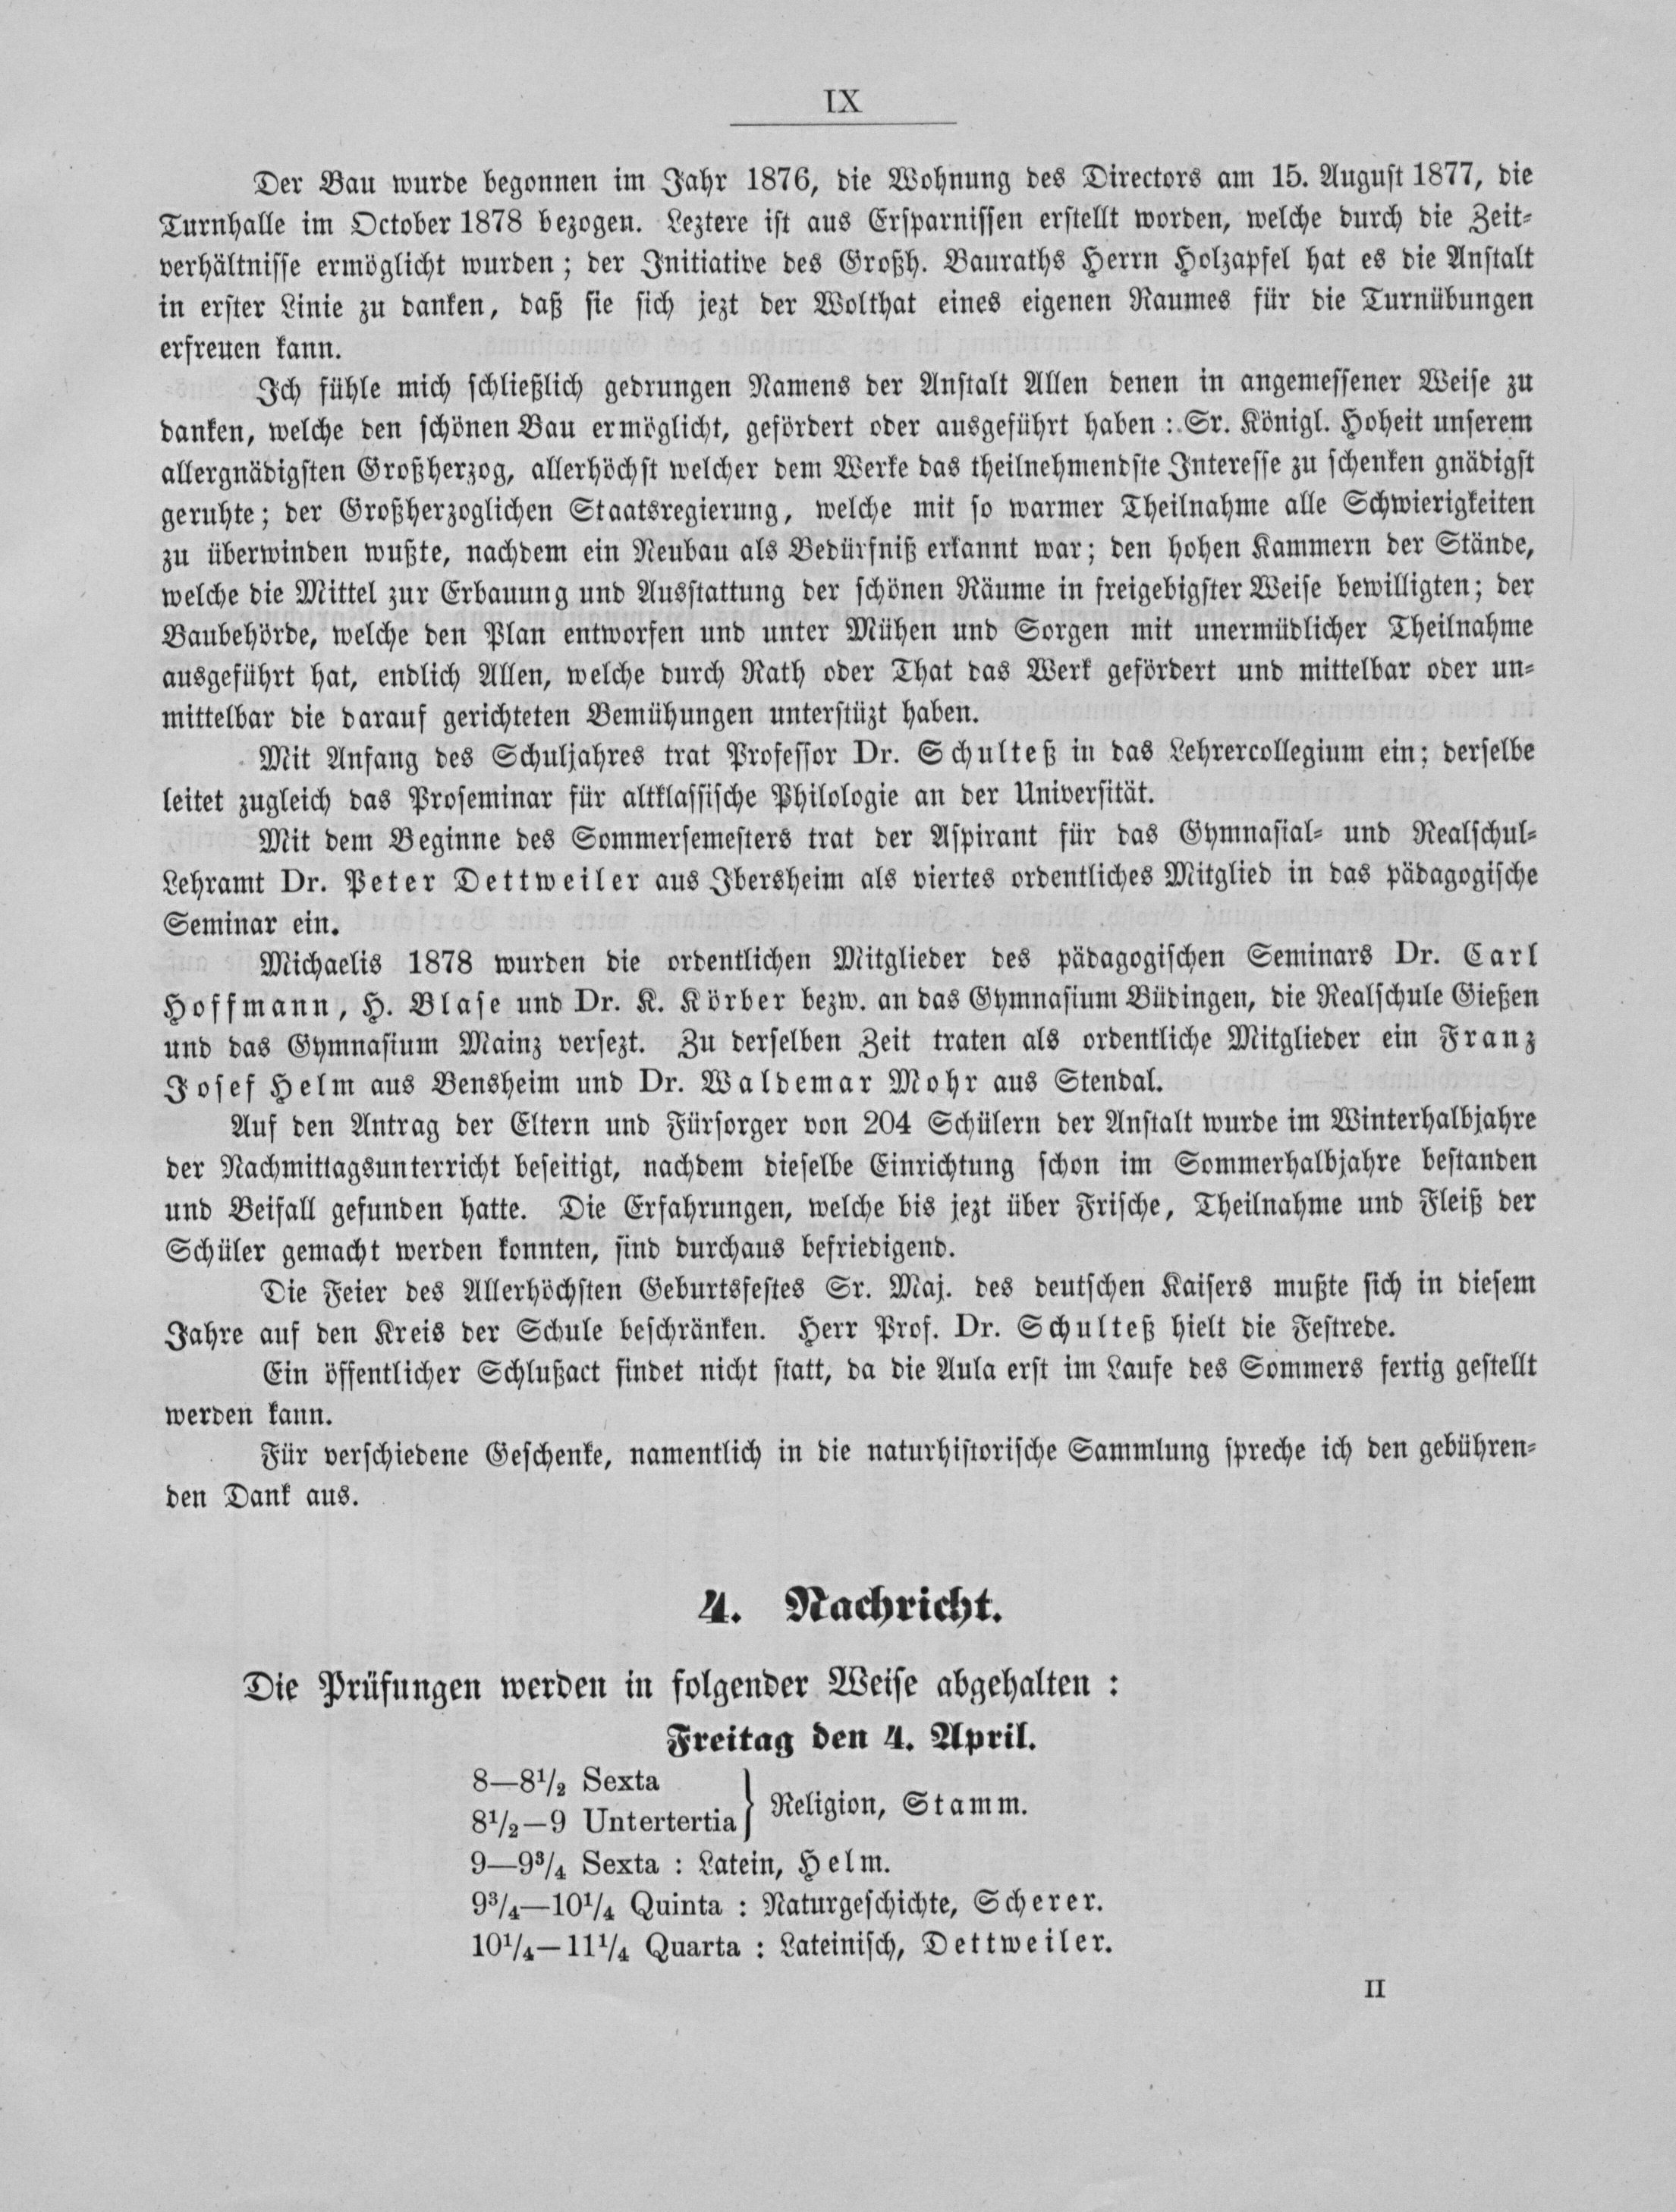 IX
Der Bau wurde begonnen im Jahr 1876, die Wohnung des Directors am 15. August 1877, die
Turnhalle im October 1878 bezogen. Leztere ist aus Ersparnissen erstellt worden, welche durch die Zeit-
verhältnisse ermöglicht wurden; der Initiative des Großh. Bauraths Herrn Holzapfel hat es die Anstalt
in erster Linie zu danken, daß sie sich jezt der Wolthat eines eigenen Raumes für die Turnübungen
erfreuen kann.
Ich fühle mich schließlich gedrungen Namens der Anstalt Allen denen in angemessener Weise zu
danken, welche den schönen Bau ermöglicht, gefördert oder ausgeführt haben: Sr. Königl. Hoheit unserem
allergnädigsten Großherzog, allerhöchst welcher dem Werke das theilnehmendste Interesse zu schenken gnädigst
geruhte; der Großherzoglichen Staatsregierung, welche mit so warmer Theilnahme alle Schwierigkeiten
zu überwinden wußte, nachdem ein Neubau als Bedürfniß erkannt war; den hohen Kammern der Stände,
welche die Mittel zur Erbauung und Ausstattung der schönen Räume in freigebigster Weise bewilligten; der
Baubehörde, welche den Plan entworfen und unter Mühen und Sorgen mit unermüdlicher Theilnahme
ausgeführt hat, endlich Allen, welche durch Rath oder That das Werk gefördert und mittelbar oder un-
mittelbar die darauf gerichteten Bemühungen unterstüzt haben.
Mit Anfang des Schuljahres trat Professor Dr. Schulteß in das Lehrercollegium ein; derselbe
leitet zugleich das Proseminar für altklassische Philologie an der Universität.
Mit dem Beginne des Sommersemesters trat der Aspirant für das Gymnasial- und Realschul-
Lehramt Dr. Peter Dettweiler aus Ibersheim als viertes ordentliches Mitglied in das pädagogische
Seminar ein.
Michaelis 1878 wurden die ordentlichen Mitglieder des pädagogischen Seminars Dr. Carl
Hoffmann, H. Blase und Dr. K. Körber bezw. an das Gymnasium Büdingen, die Realschule Gießen
und das Gymnasium Mainz versezt. Zu derselben Zeit traten als ordentliche Mitglieder ein Franz
Josef Helm aus Bensheim und Dr. Waldemar Mohr aus Stendal.
Auf den Antrag der Eltern und Fürsorger von 204 Schülern der Anstalt wurde im Winterhalbjahre
der Nachmittagsunterricht beseitigt, nachdem dieselbe Einrichtung schon im Sommerhalbjahre bestanden
und Beifall gefunden hatte. Die Erfahrungen, welche bis jezt über Frische, Theilnahme und Fleiß der
Schüler gemacht werden konnten, sind durchaus befriedigend.
Die Feier des Allerhöchsten Geburtsfestes Sr. Maj. des deutschen Kaisers mußte sich in diesem
Jahre auf den Kreis der Schule beschränken. Herr Prof. Dr. Schulteß hielt die Festrede.
Ein öffentlicher Schlußact findet nicht statt, da die Aula erst im Laufe des Sommers fertig gestellt
werden kann.
Für verschiedene Geschenke, namentlich in die naturhistorische Sammlung spreche ich den gebühren-
den Dank aus.
4. Nachricht.
Die Prüfungen werden in folgender Weise abgehalten :
Freitag den 4. April.
8—8 1/2 Sexta
8 1/2—9 Untertertia } Religion, Stamm.
9—9 3/4 Sexta : Latein, Helm.
9 3/4—10 1/4 Quinta : Naturgeschichte, Scherer.
10 1/4—11 1/4 Quarta : Lateinisch, Dettweiler.
II